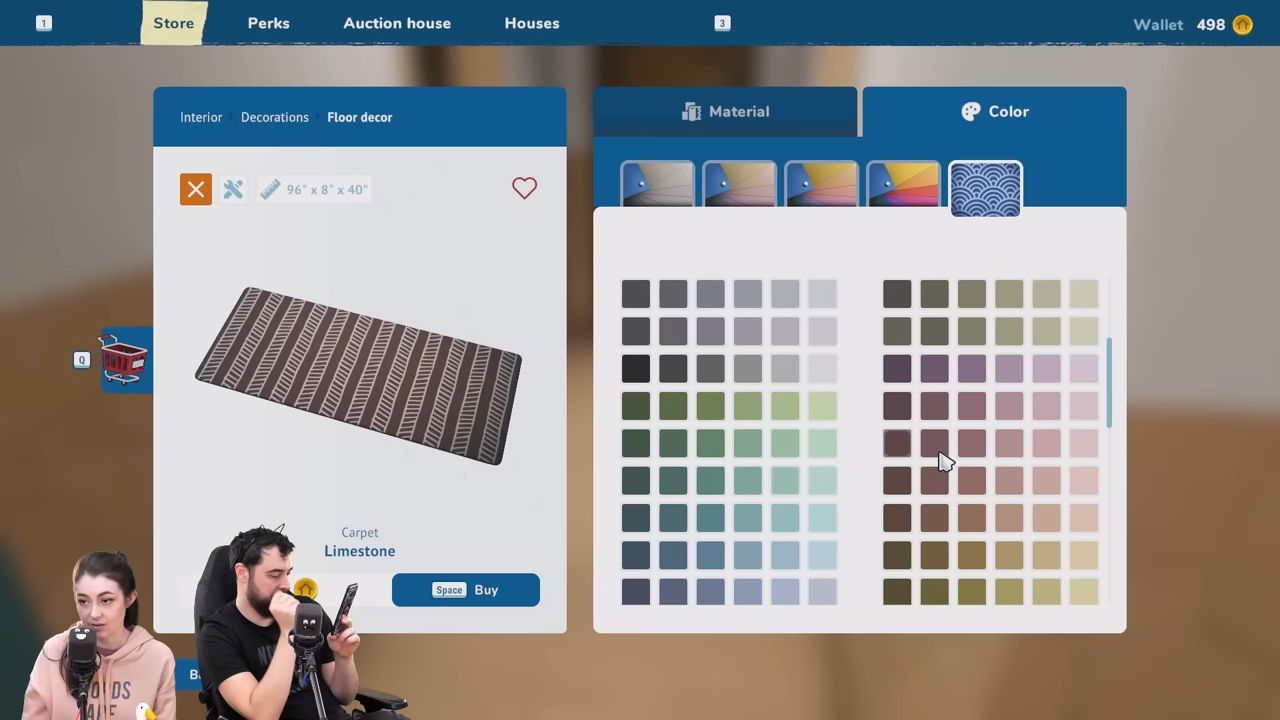 1
Store
Perks
Auction house
Houses
3
Wallet 498
Interior
Decorations
Floor decor
96" x 8" x 40"
Material
Color
Q
Carpet
Limestone
Space Buy